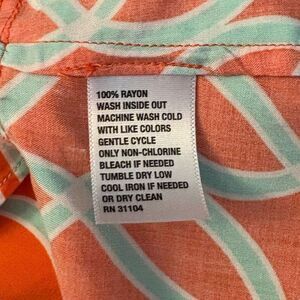 100% RAYON
WASH INSIDE OUT
MACHINE WASH COLD
WITH LIKE COLORS
GENTLE CYCLE
ONLY NON-CHLORINE
BLEACH IF NEEDED
TUMBLE DRY LOW
COOL IRON IF NEEDED
OR DRY CLEAN
RN 31104